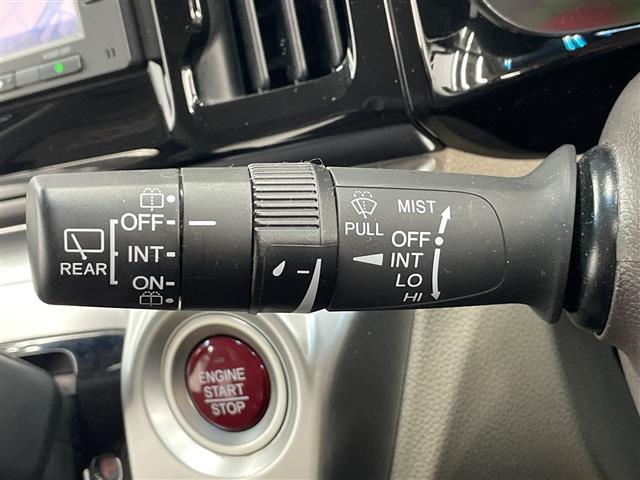 OFF
INT
REAR
ON
MIST
PULL
OFF
INT
LO
HI
ENGINE
START
STOP